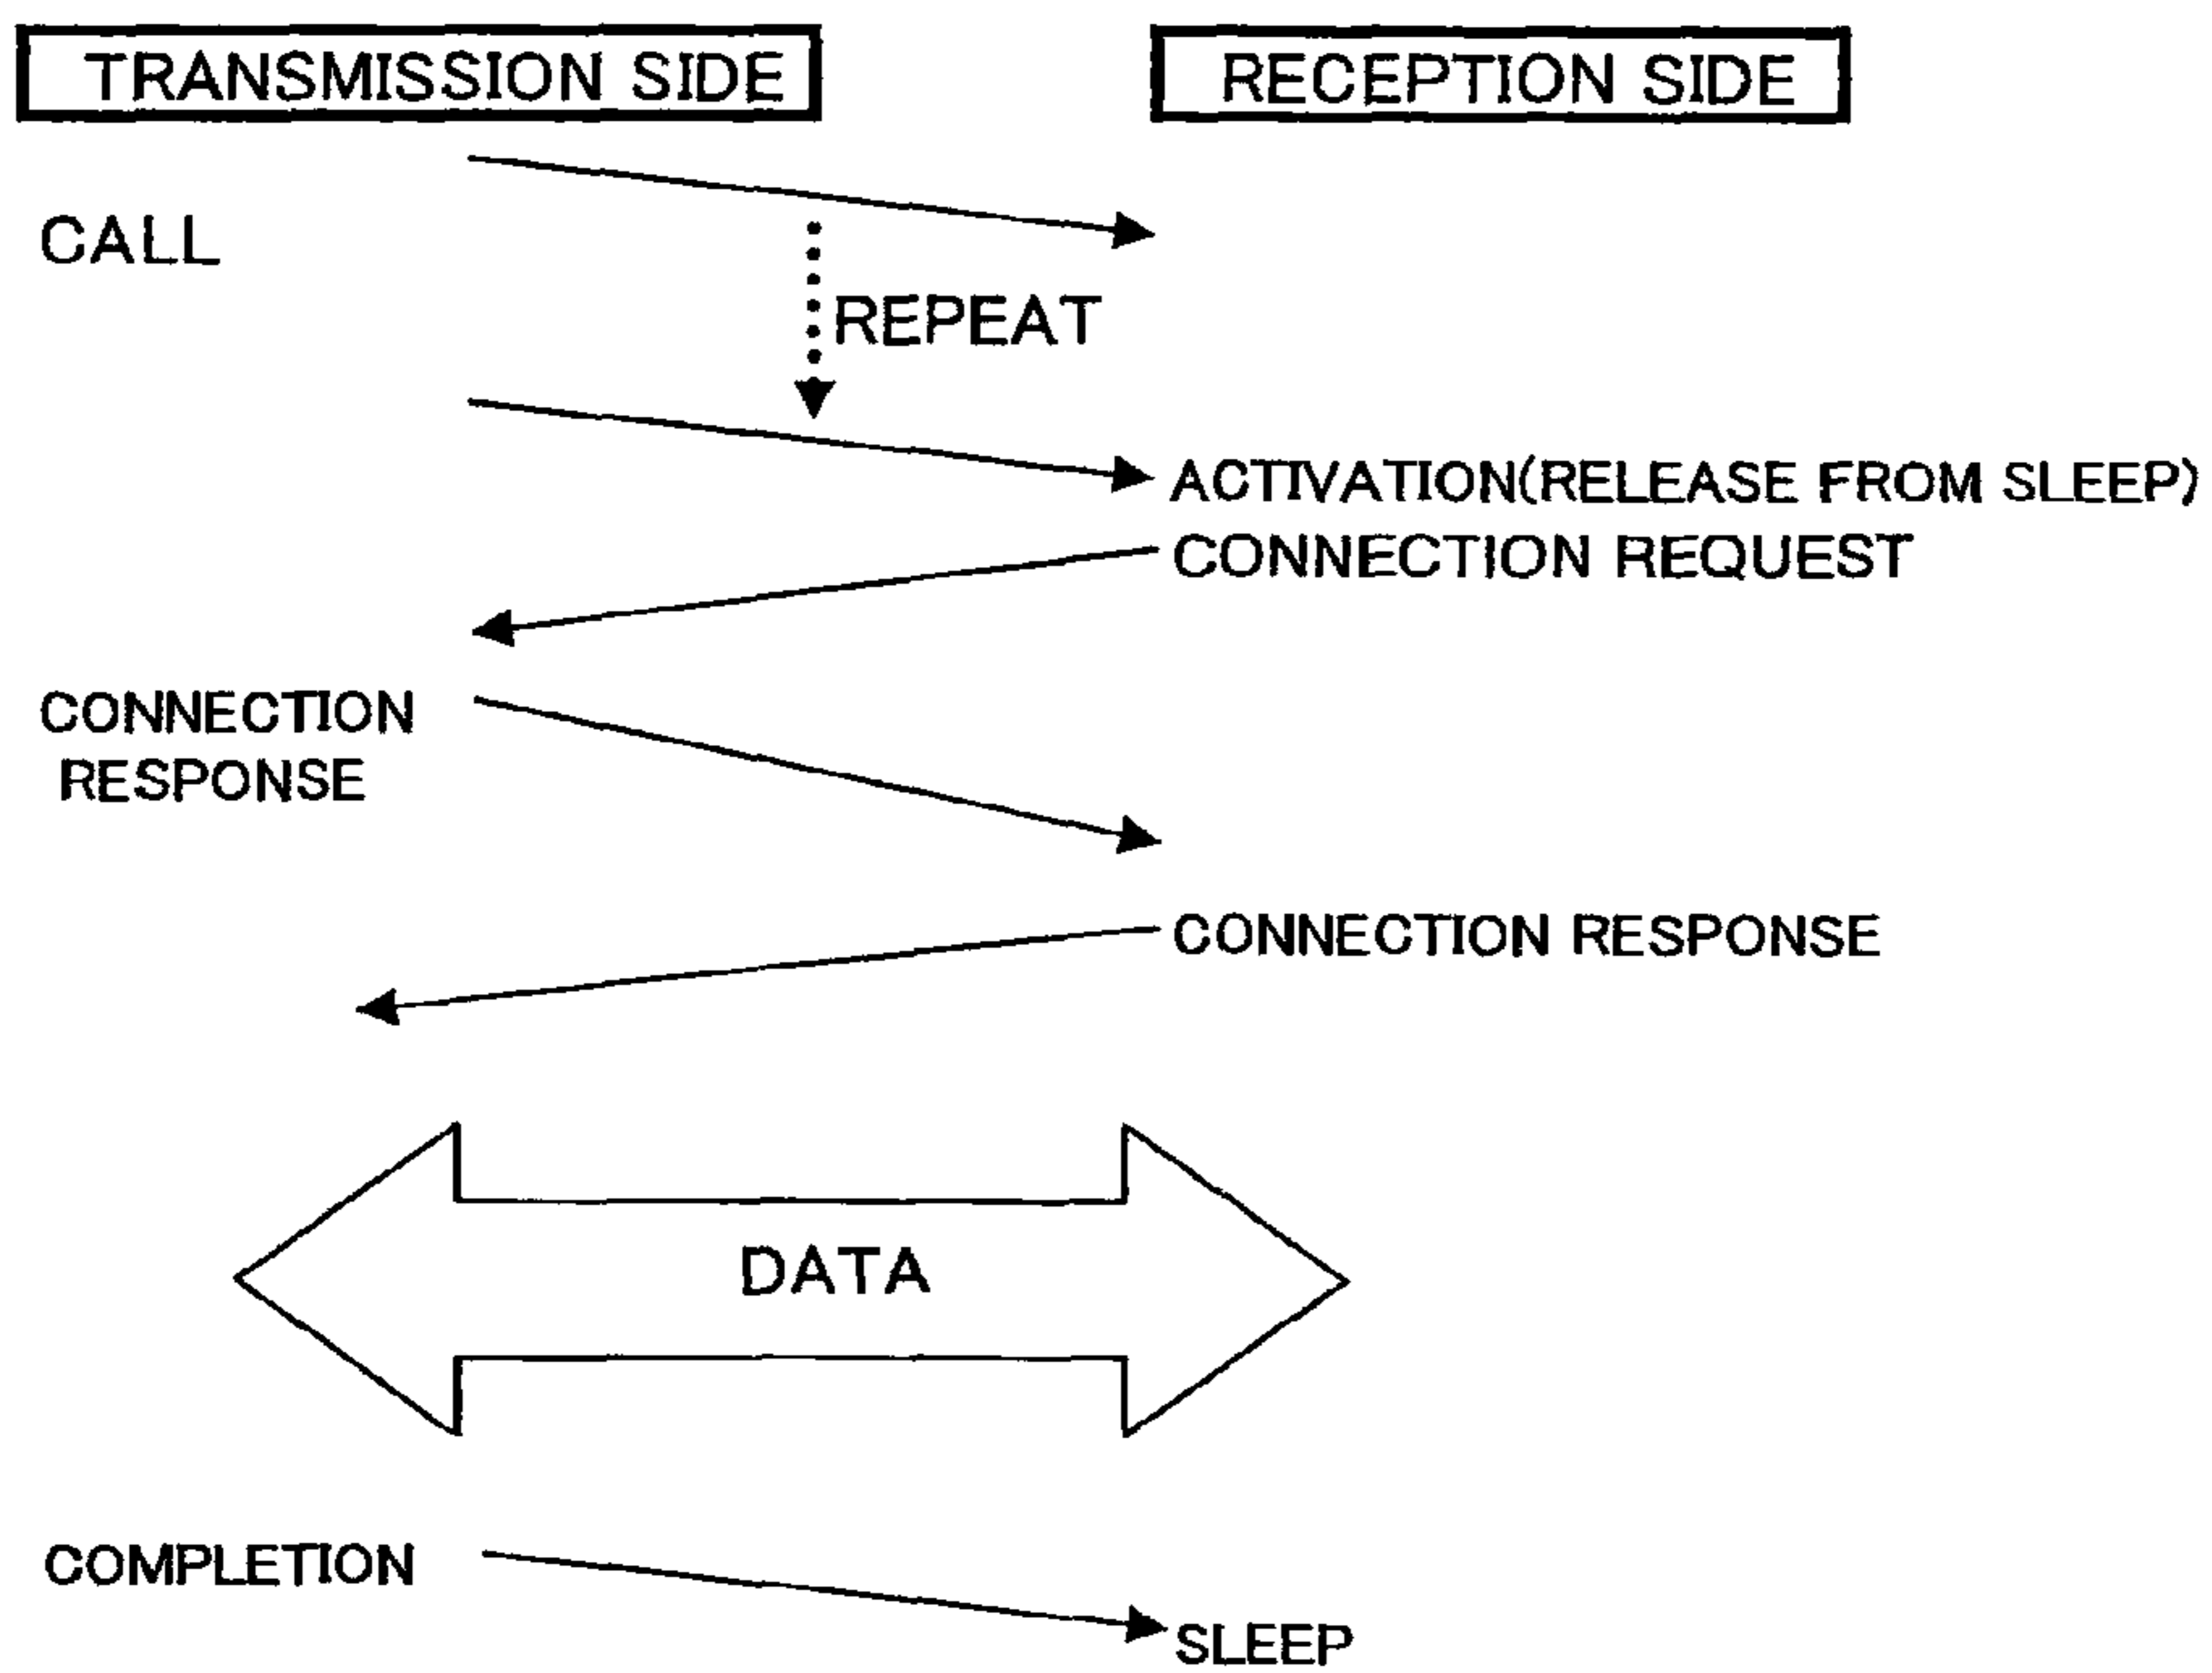 TRANSMISSION SIDE
RECEPTION SIDE
CALL
REPEAT
ACTIVATION(RELEASE FROM SLEEP)
CONNECTION REQUEST
CONNECTION
RESPONSE
CONNECTION RESPONSE
DATA
COMPLETION
SLEEP